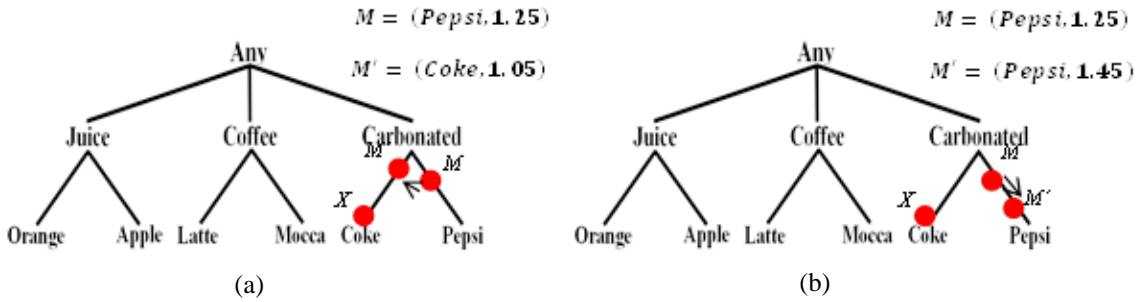 M = (Pepsi, 1.25)
Any
M' = (Coke, 1.05)
Juice Coffee Carbonated
M M
X
Orange Apple Latte Mocca Coke Pepsi
(a)
M = (Pepsi, 1.25)
Any
M' = (Pepsi, 1.45)
Juice Coffee Carbonated
M
M'
X
Orange Apple Latte Mocca Coke Pepsi
(b)